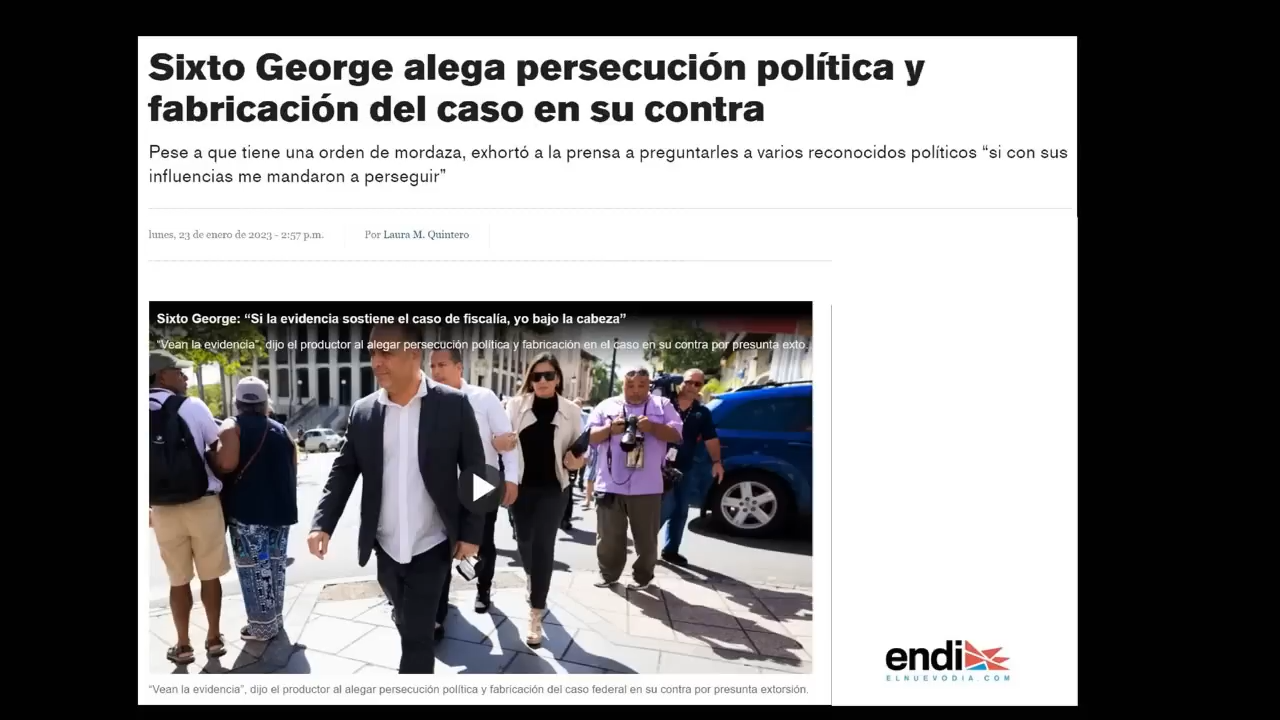 Sixto George alega persecución política y
fabricación del caso en su contra
Pese a que tiene una orden de mordaza, exhortó a la prensa a preguntarles a varios reconocidos políticos “si con sus
influencias me mandaron a perseguir”
lunes, 23 de enero de 2023 - 2:57 p.m.
Por Laura M. Quintero
Sixto George: “Si la evidencia sostiene el caso de fiscalía, yo bajo la cabeza”
“Vean la evidencia”, dijo el productor al alegar persecución política y fabricación en el caso en su contra por presunta exto.
“Vean la evidencia”, dijo el productor al alegar persecución política y fabricación del caso federal en su contra por presunta extorsión.
endi
ELNUEVODIA.COM